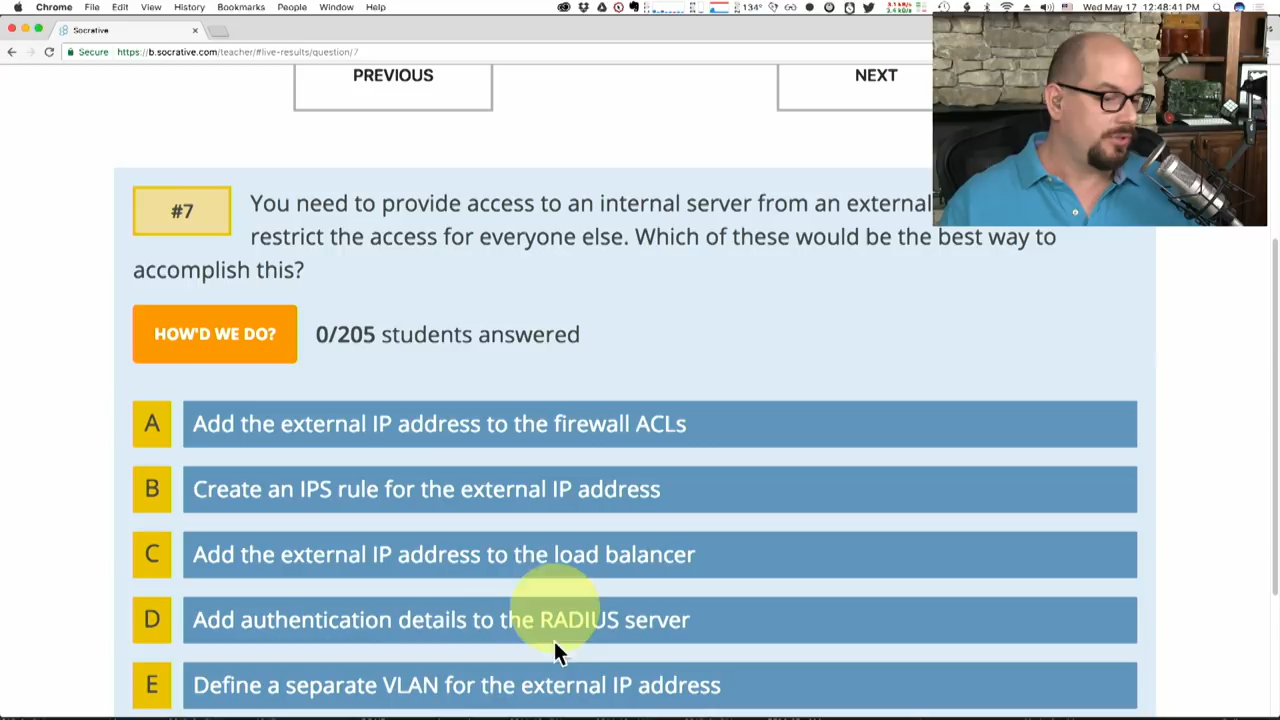 Chrome File Edit View History Bookmarks People Window Help
134° Wed May 17 12:48:41 PM
Socrative
Secure https://b.socrative.com/teacher/#live-results/question/7
PREVIOUS
NEXT
#7
You need to provide access to an internal server from an external
restrict the access for everyone else. Which of these would be the best way to
accomplish this?
HOW'D WE DO?
0/205 students answered
A Add the external IP address to the firewall ACLs
B Create an IPS rule for the external IP address
C Add the external IP address to the load balancer
D Add authentication details to the RADIUS server
E Define a separate VLAN for the external IP address